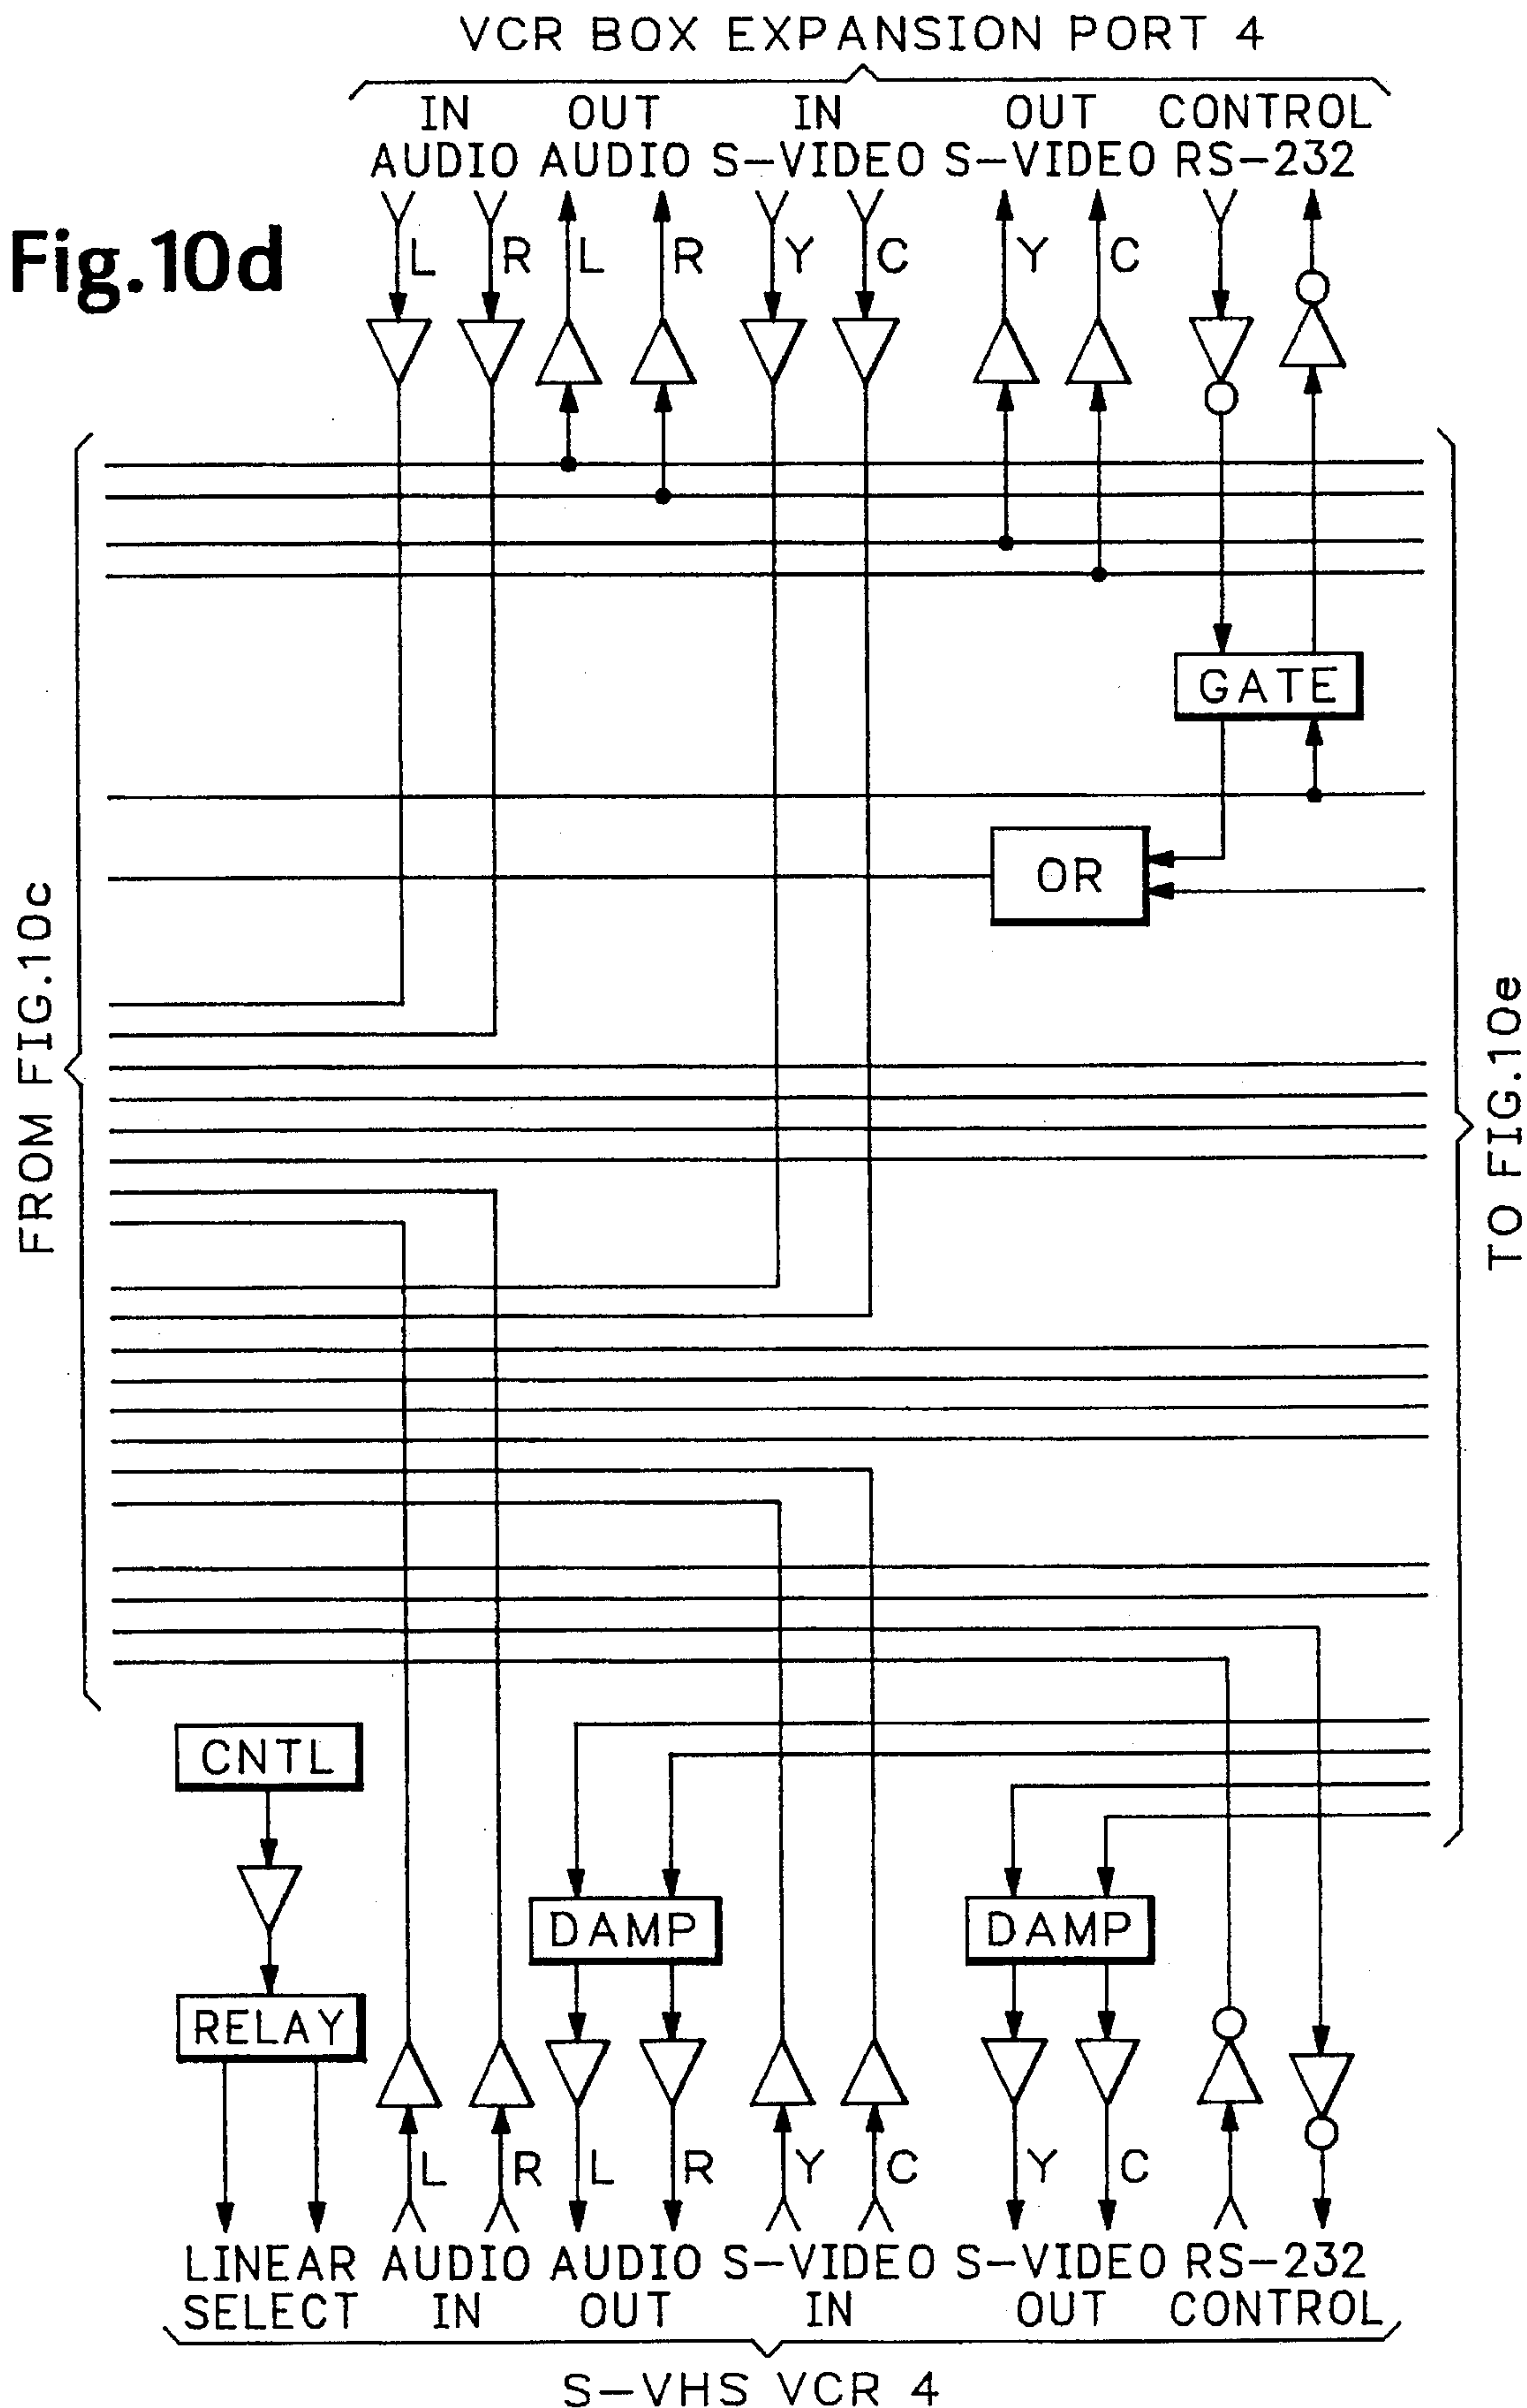 VCR BOX EXPANSION PORT 4
IN OUT IN OUT CONTROL
AUDIO AUDIO S-VIDEO S-VIDEO RS-232
Fig.10d
L R L R Y C Y C
GATE
OR
FROM FIG.10c
TO FIG.10e
CNTL
DAMP DAMP
RELAY
L R L R Y C Y C
LINEAR AUDIO AUDIO S-VIDEO S-VIDEO RS-232
SELECT IN OUT IN OUT CONTROL
S-VHS VCR 4